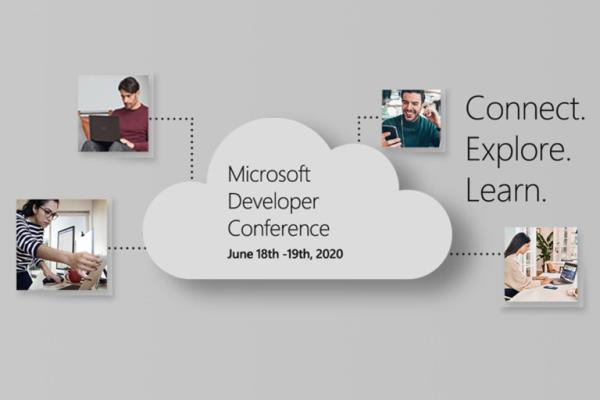 Microsoft
Developer
Conference
June 18th -19th, 2020
Connect.
Explore.
Learn.